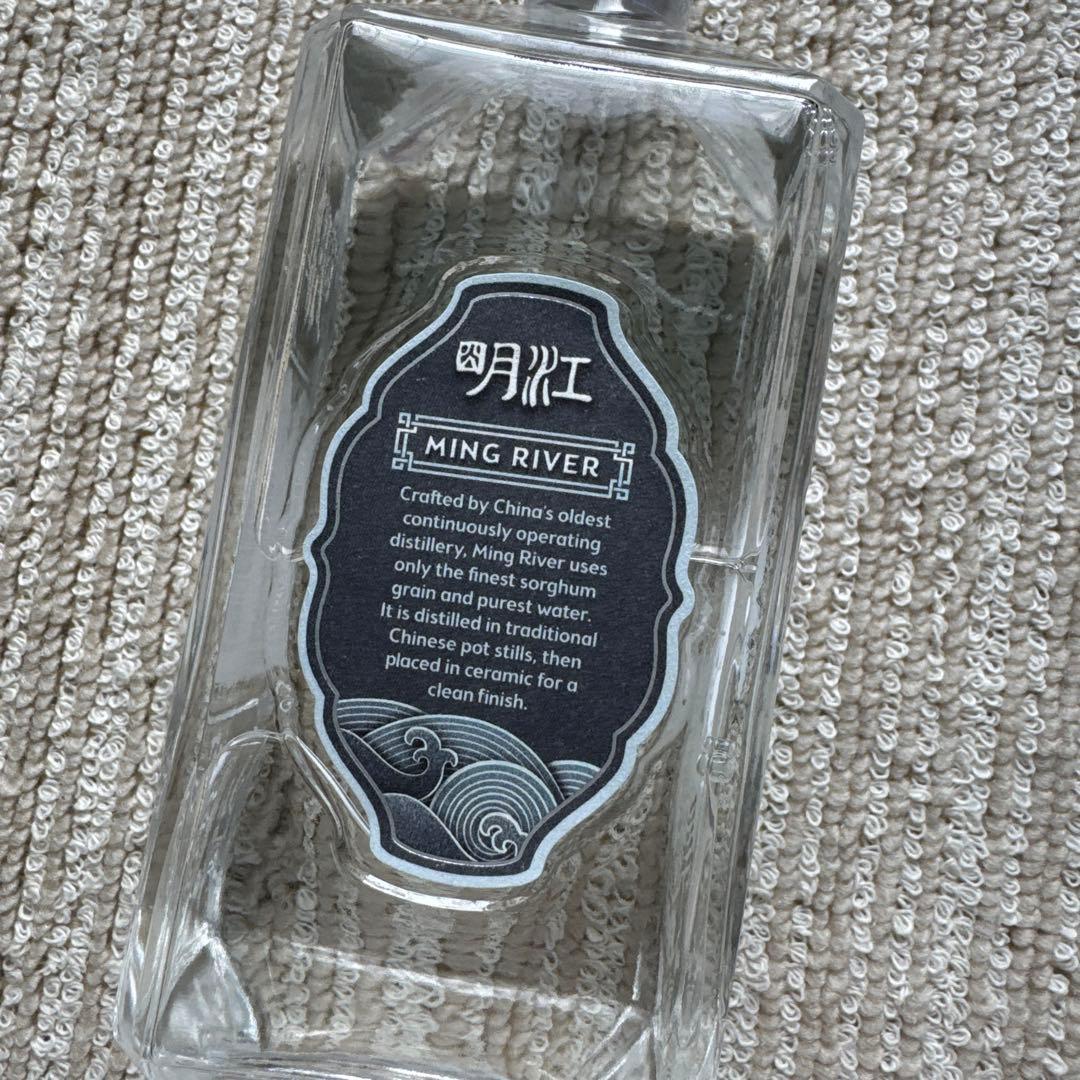 明江
MING RIVER
Crafted by China's oldest
continuously operating
distillery, Ming River uses
only the finest sorghum
grain and purest water.
It is distilled in traditional
Chinese pot stills, then
placed in ceramic for a
clean finish.